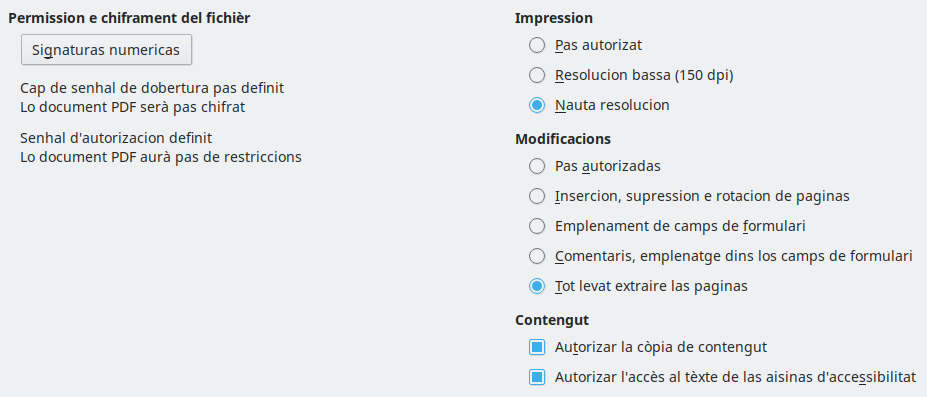 Permission e chiframent del fichièr
Signaturas numericas
Cap de senhal de dobertura pas definit
Lo document PDF serà pas chifrat
Senhal d'autorizacion definit
Lo document PDF aurà pas de restriccions
Impression
Pas autorizat
Resolucion bassa (150 dpi)
Nauta resolucion
Modificacions
Pas autorizadas
Insercion, supression e rotacion de paginas
Emplenament de camps de formulari
Comentaris, emplenatge dins los camps de formulari
Tot levat extraire las paginas
Contengut
Autorizar la còpia de contengut
Autorizar l'accès al tèxte de las aisinas d'accessibilitat